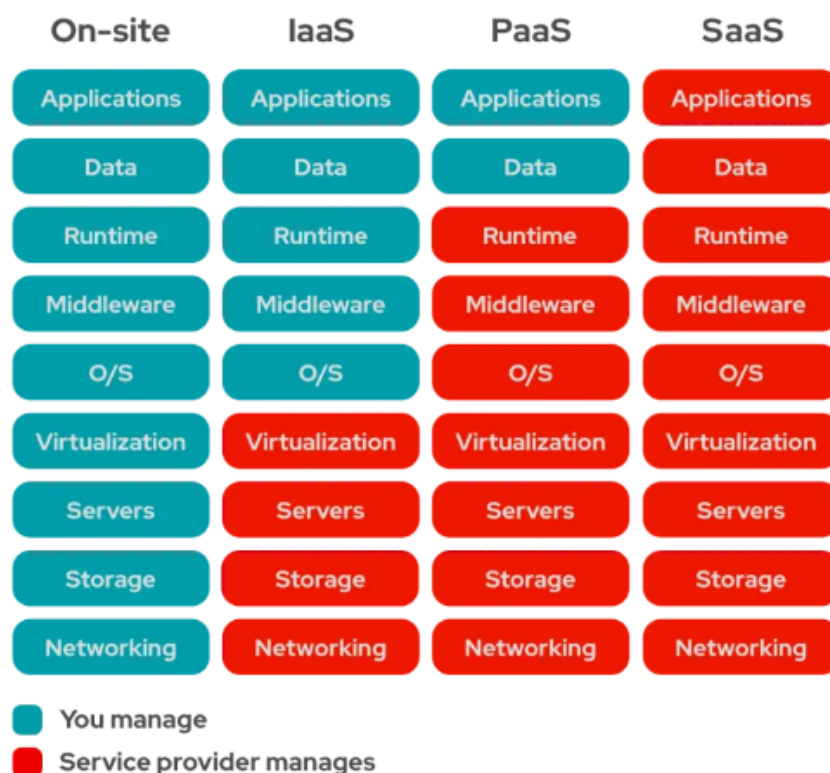 On-site IaaS PaaS SaaS
Applications Applications Applications Applications
Data Data Data Data
Runtime Runtime Runtime Runtime
Middleware Middleware Middleware Middleware
O/S O/S O/S O/S
Virtualization Virtualization Virtualization Virtualization
Servers Servers Servers Servers
Storage Storage Storage Storage
Networking Networking Networking Networking
You manage
Service provider manages